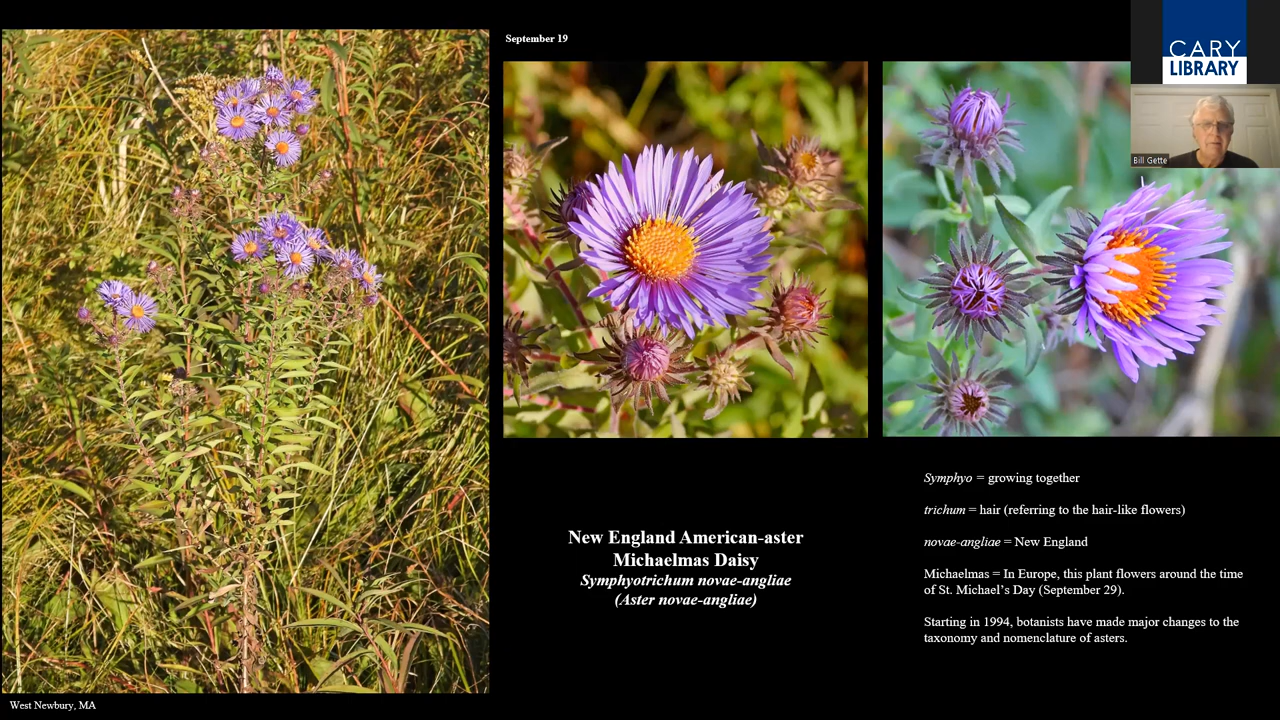 September 19
CARY
LIBRARY
Bill Gette
Symphyo = growing together
trichum = hair (referring to the hair-like flowers)
novae-angliae = New England
Michaelmas = In Europe, this plant flowers around the time
of St. Michael's Day (September 29).
Starting in 1994, botanists have made major changes to the
taxonomy and nomenclature of asters.
New England American-aster
Michaelmas Daisy
Symphyotrichum novae-angliae
(Aster novae-angliae)
West Newbury, MA